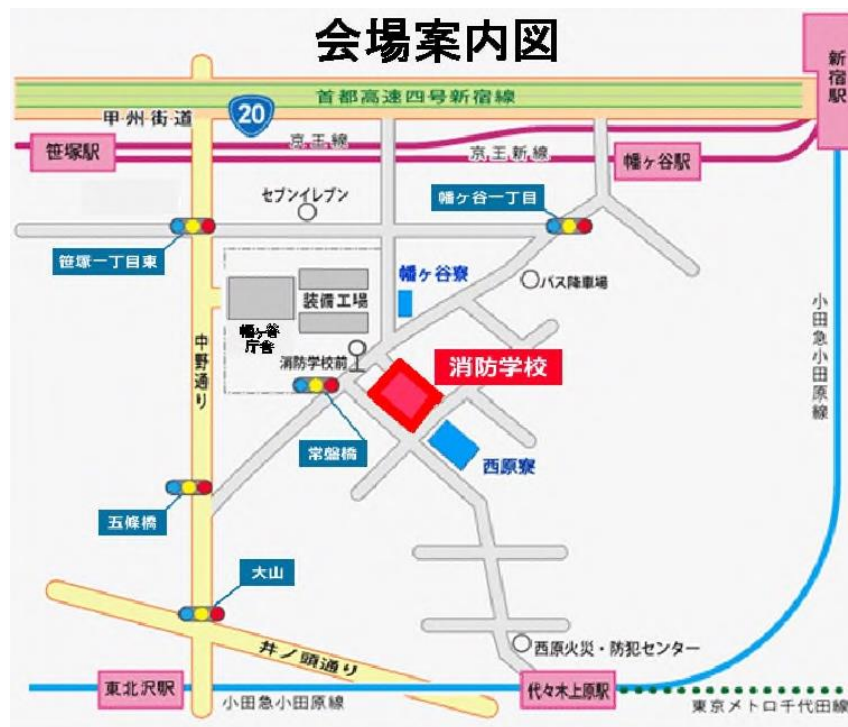 会場案内図
新宿駅
首都高速四号新宿線
甲州街道
20
京王線
笹塚駅
京王新線
幡ヶ谷駅
セブンイレブン
幡ヶ谷一丁目
笹塚一丁目東
幡ヶ谷寮
バス降車場
装備工場
小田急小田原線
幡ヶ谷
庁舎
中野通り
消防学校前
消防学校
常盤橋
西原寮
五條橋
大山
井ノ頭通り
西原火災・防犯センター
東北沢駅
小田急小田原線
代々木上原駅
東京メトロ千代田線